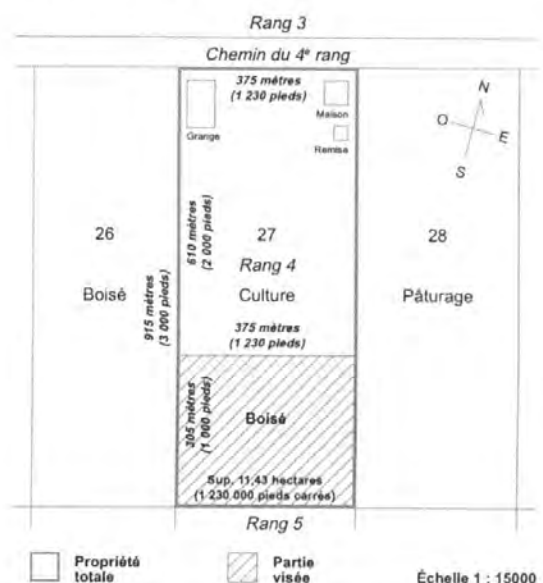 Rang 3
Chemin du 4e rang
375 mètres
(1 230 pieds)
Grange
Maison
Remise
N
O
E
S
610 mètres
(2 000 pieds)
26
27
28
Rang 4
Boisé
Culture
Pâturage
915 mètres
(3 000 pieds)
375 mètres
(1 230 pieds)
305 mètres
(1 000 pieds)
Boisé
Sup. 11,43 hectares
(1 230 000 pieds carrés)
Rang 5
Propriété
totale
Partie
visée
Échelle 1 : 15000